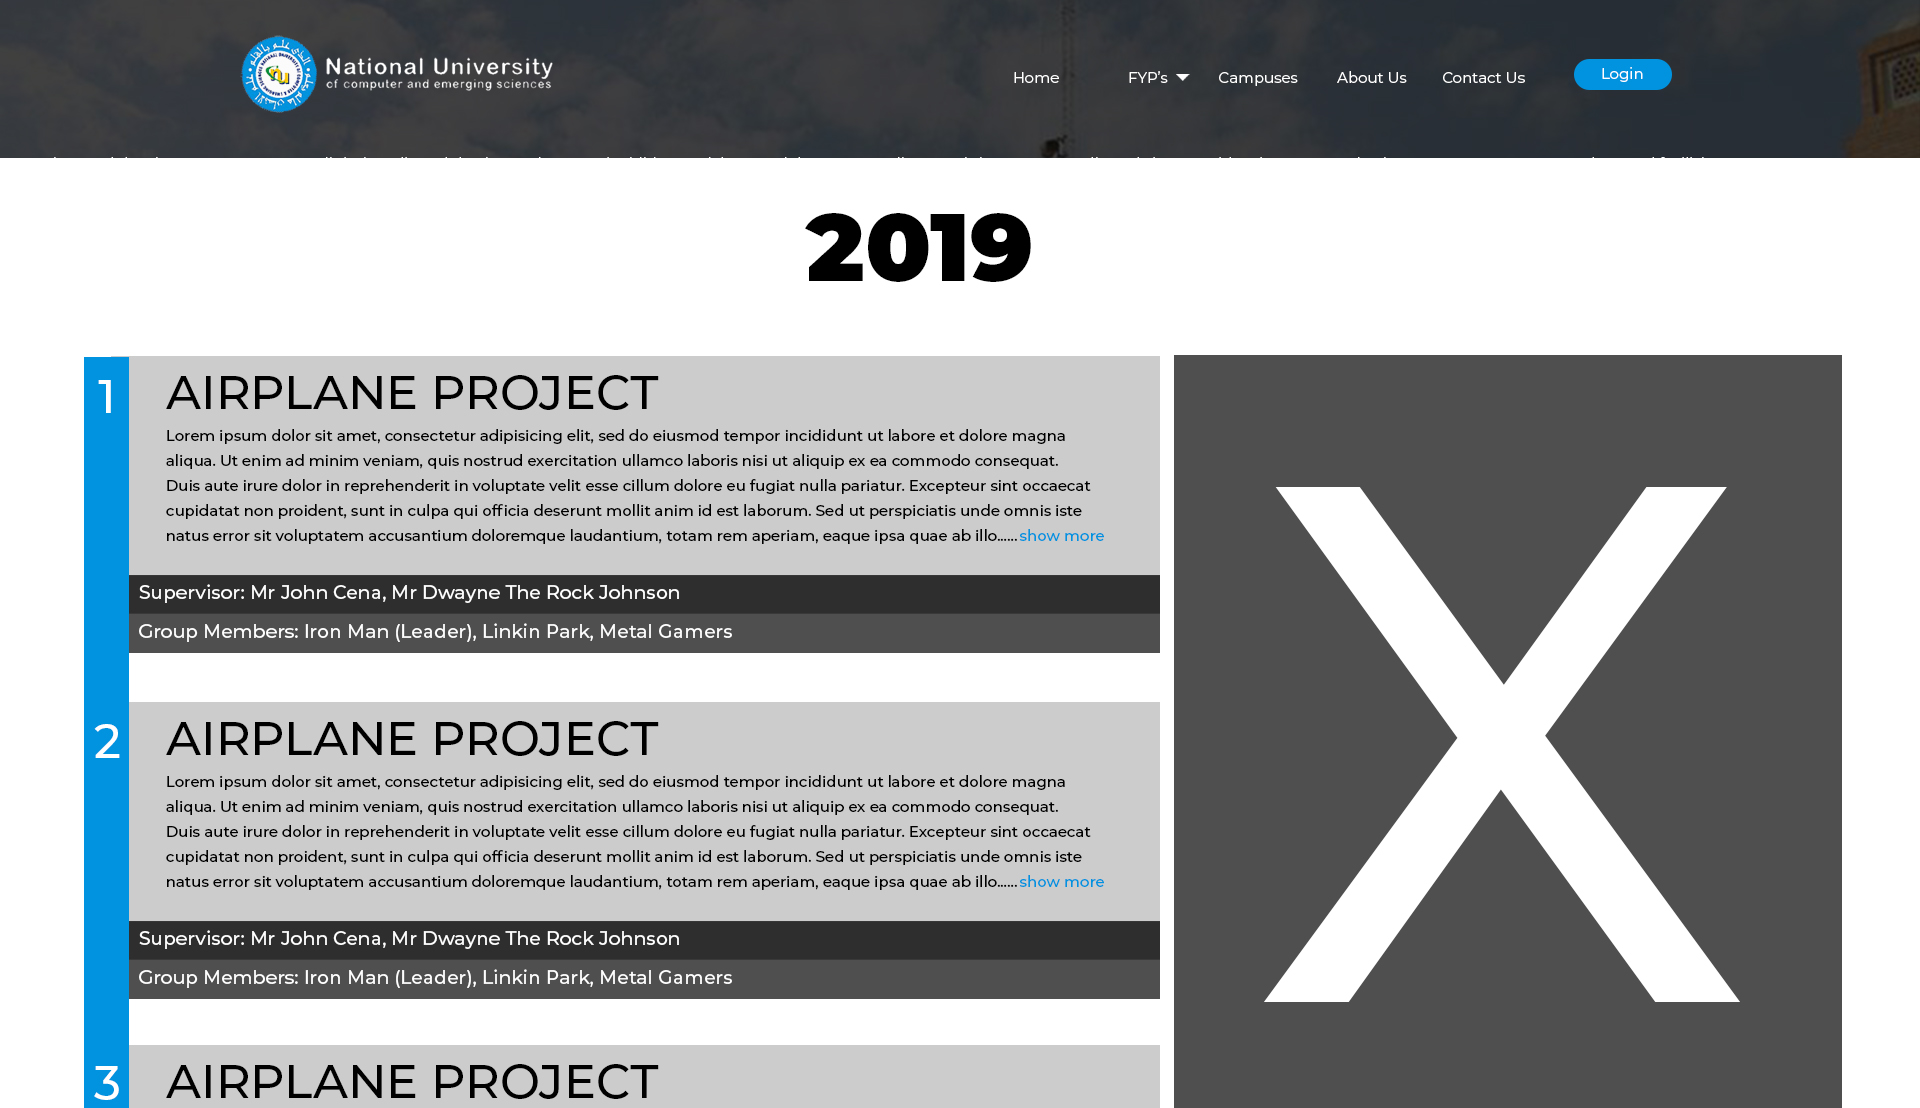 National University
of computer and emerging sciences
Home
FYP's
Campuses
About Us
Contact Us
Login
2019
1
AIRPLANE PROJECT
Lorem ipsum dolor sit amet, consectetur adipisicing elit, sed do eiusmod tempor incididunt ut labore et dolore magna
aliqua. Ut enim ad minim veniam, quis nostrud exercitation ullamco laboris nisi ut aliquip ex ea commodo consequat.
Duis aute irure dolor in reprehenderit in voluptate velit esse cillum dolore eu fugiat nulla pariatur. Excepteur sint occaecat
cupidatat non proident, sunt in culpa qui officia deserunt mollit anim id est laborum. Sed ut perspiciatis unde omnis iste
natus error sit voluptatem accusantium doloremque laudantium, totam rem aperiam, eaque ipsa quae ab illo......show more
Supervisor: Mr John Cena, Mr Dwayne The Rock Johnson
Group Members: Iron Man (Leader), Linkin Park, Metal Gamers
2
AIRPLANE PROJECT
Lorem ipsum dolor sit amet, consectetur adipisicing elit, sed do eiusmod tempor incididunt ut labore et dolore magna
aliqua. Ut enim ad minim veniam, quis nostrud exercitation ullamco laboris nisi ut aliquip ex ea commodo consequat.
Duis aute irure dolor in reprehenderit in voluptate velit esse cillum dolore eu fugiat nulla pariatur. Excepteur sint occaecat
cupidatat non proident, sunt in culpa qui officia deserunt mollit anim id est laborum. Sed ut perspiciatis unde omnis iste
natus error sit voluptatem accusantium doloremque laudantium, totam rem aperiam, eaque ipsa quae ab illo......show more
Supervisor: Mr John Cena, Mr Dwayne The Rock Johnson
Group Members: Iron Man (Leader), Linkin Park, Metal Gamers
3
AIRPLANE PROJECT
X